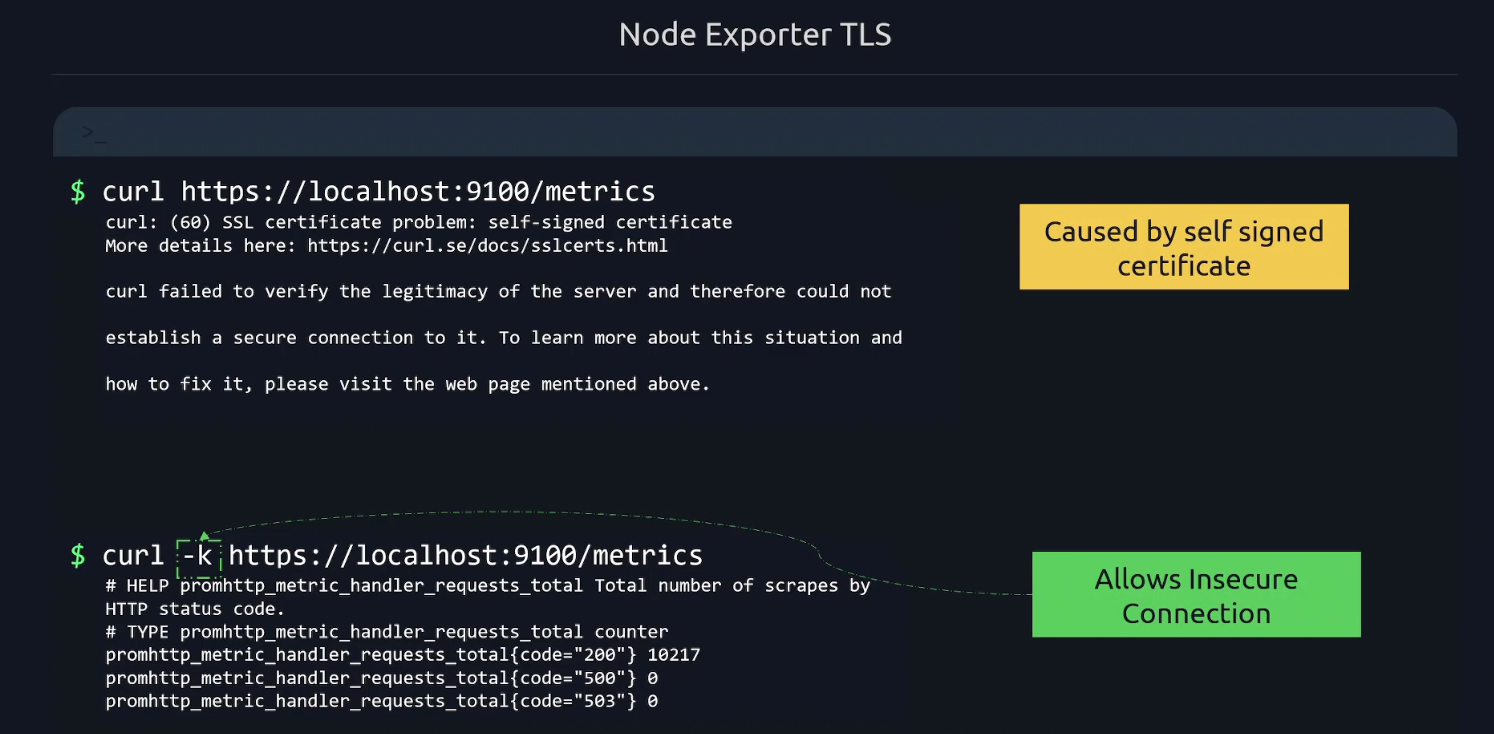 Node Exporter TLS
>_
$ curl https://localhost:9100/metrics
curl: (60) SSL certificate problem: self-signed certificate
More details here: https://curl.se/docs/sslcerts.html
curl failed to verify the legitimacy of the server and therefore could not
establish a secure connection to it. To learn more about this situation and
how to fix it, please visit the web page mentioned above.
Caused by self signed
certificate
$ curl -k https://localhost:9100/metrics
# HELP promhttp_metric_handler_requests_total Total number of scrapes by
HTTP status code.
# TYPE promhttp_metric_handler_requests_total counter
promhttp_metric_handler_requests_total{code="200"} 10217
promhttp_metric_handler_requests_total{code="500"} 0
promhttp_metric_handler_requests_total{code="503"} 0
Allows Insecure
Connection